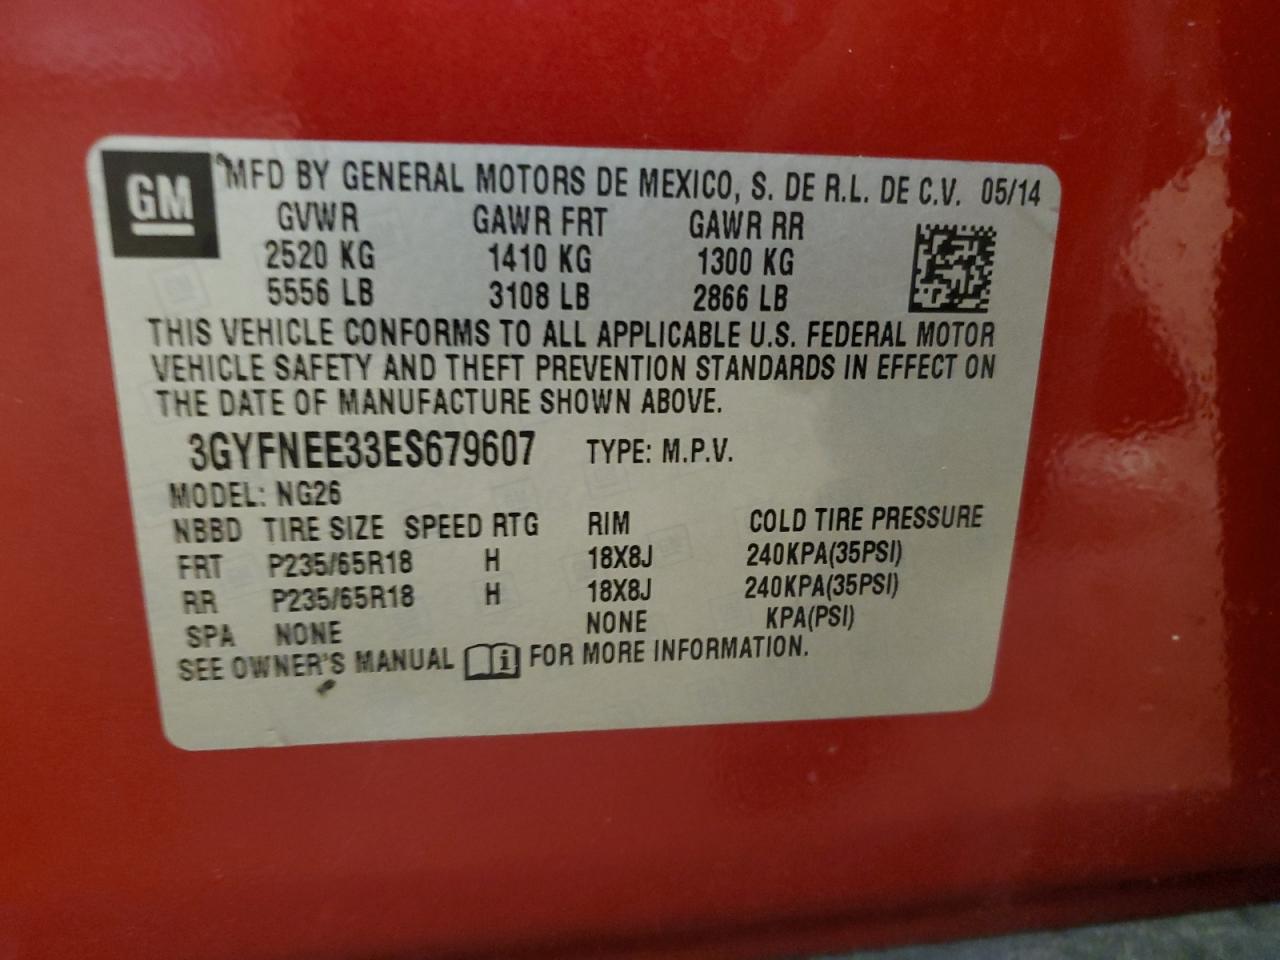 GM
MFD BY GENERAL MOTORS DE MEXICO, S. DE R.L. DE C.V. 05/14
GVWR GAWR FRT GAWR RR
2520 KG 1410 KG 1300 KG
5556 LB 3108 LB 2866 LB
THIS VEHICLE CONFORMS TO ALL APPLICABLE U.S. FEDERAL MOTOR
VEHICLE SAFETY AND THEFT PREVENTION STANDARDS IN EFFECT ON
THE DATE OF MANUFACTURE SHOWN ABOVE.
3GYFNEE33ES679607 TYPE: M.P.V.
MODEL: NG26
NBBD TIRE SIZE SPEED RTG RIM COLD TIRE PRESSURE
FRT P235/65R18 H 18X8J 240KPA(35PSI)
RR P235/65R18 H 18X8J 240KPA(35PSI)
SPA NONE NONE KPA(PSI)
SEE OWNER'S MANUAL i FOR MORE INFORMATION.